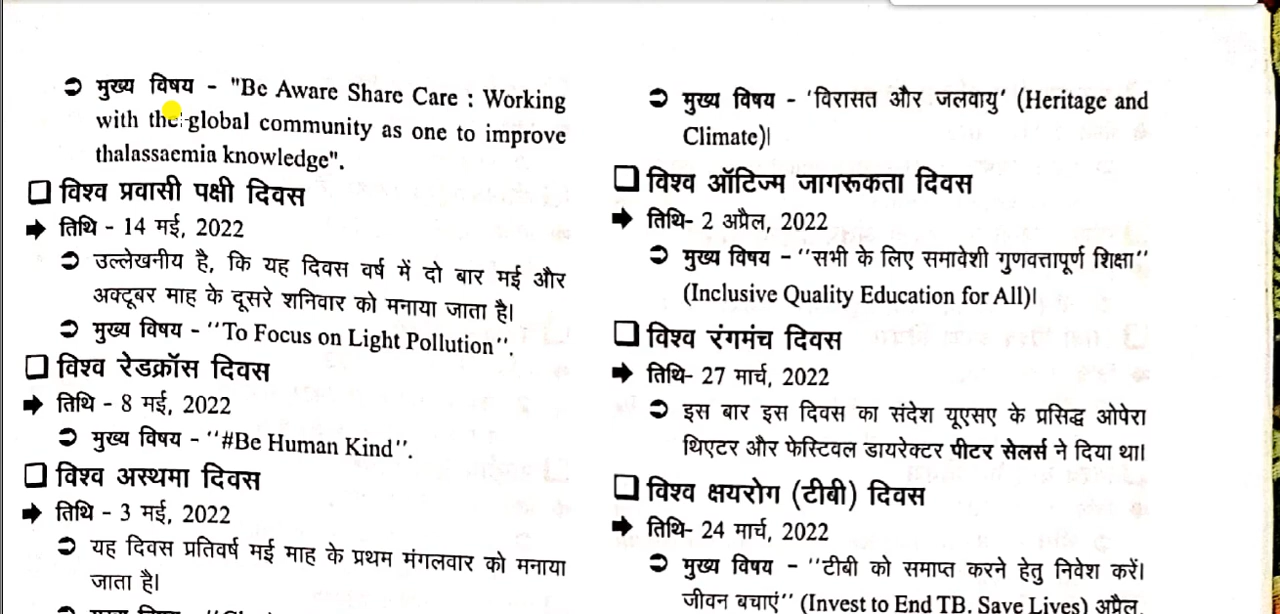 ➲ मुख्य विषय - "Be Aware Share Care : Working
with the global community as one to improve
thalassaemia knowledge".
❑ विश्व प्रवासी पक्षी दिवस
➡ तिथि - 14 मई, 2022
➲ उल्लेखनीय है, कि यह दिवस वर्ष में दो बार मई और
अक्टूबर माह के दूसरे शनिवार को मनाया जाता है।
➲ मुख्य विषय - ''To Focus on Light Pollution''.
❑ विश्व रेडक्रॉस दिवस
➡ तिथि - 8 मई, 2022
➲ मुख्य विषय - ''#Be Human Kind''.
❑ विश्व अस्थमा दिवस
➡ तिथि - 3 मई, 2022
➲ यह दिवस प्रतिवर्ष मई माह के प्रथम मंगलवार को मनाया
जाता है।
➲ मुख्य विषय - 
➲ मुख्य विषय - 'विरासत और जलवायु' (Heritage and
Climate)।
❑ विश्व ऑटिज्म जागरूकता दिवस
➡ तिथि- 2 अप्रैल, 2022
➲ मुख्य विषय - ''सभी के लिए समावेशी गुणवत्तापूर्ण शिक्षा''
(Inclusive Quality Education for All)।
❑ विश्व रंगमंच दिवस
➡ तिथि- 27 मार्च, 2022
➲ इस बार इस दिवस का संदेश यूएसए के प्रसिद्ध ओपेरा
थिएटर और फेस्टिवल डायरेक्टर पीटर सेलर्स ने दिया था।
❑ विश्व क्षयरोग (टीबी) दिवस
➡ तिथि- 24 मार्च, 2022
➲ मुख्य विषय - ''टीबी को समाप्त करने हेतु निवेश करें।
जीवन बचाएं'' (Invest to End TB. Save Lives) अप्रैल,